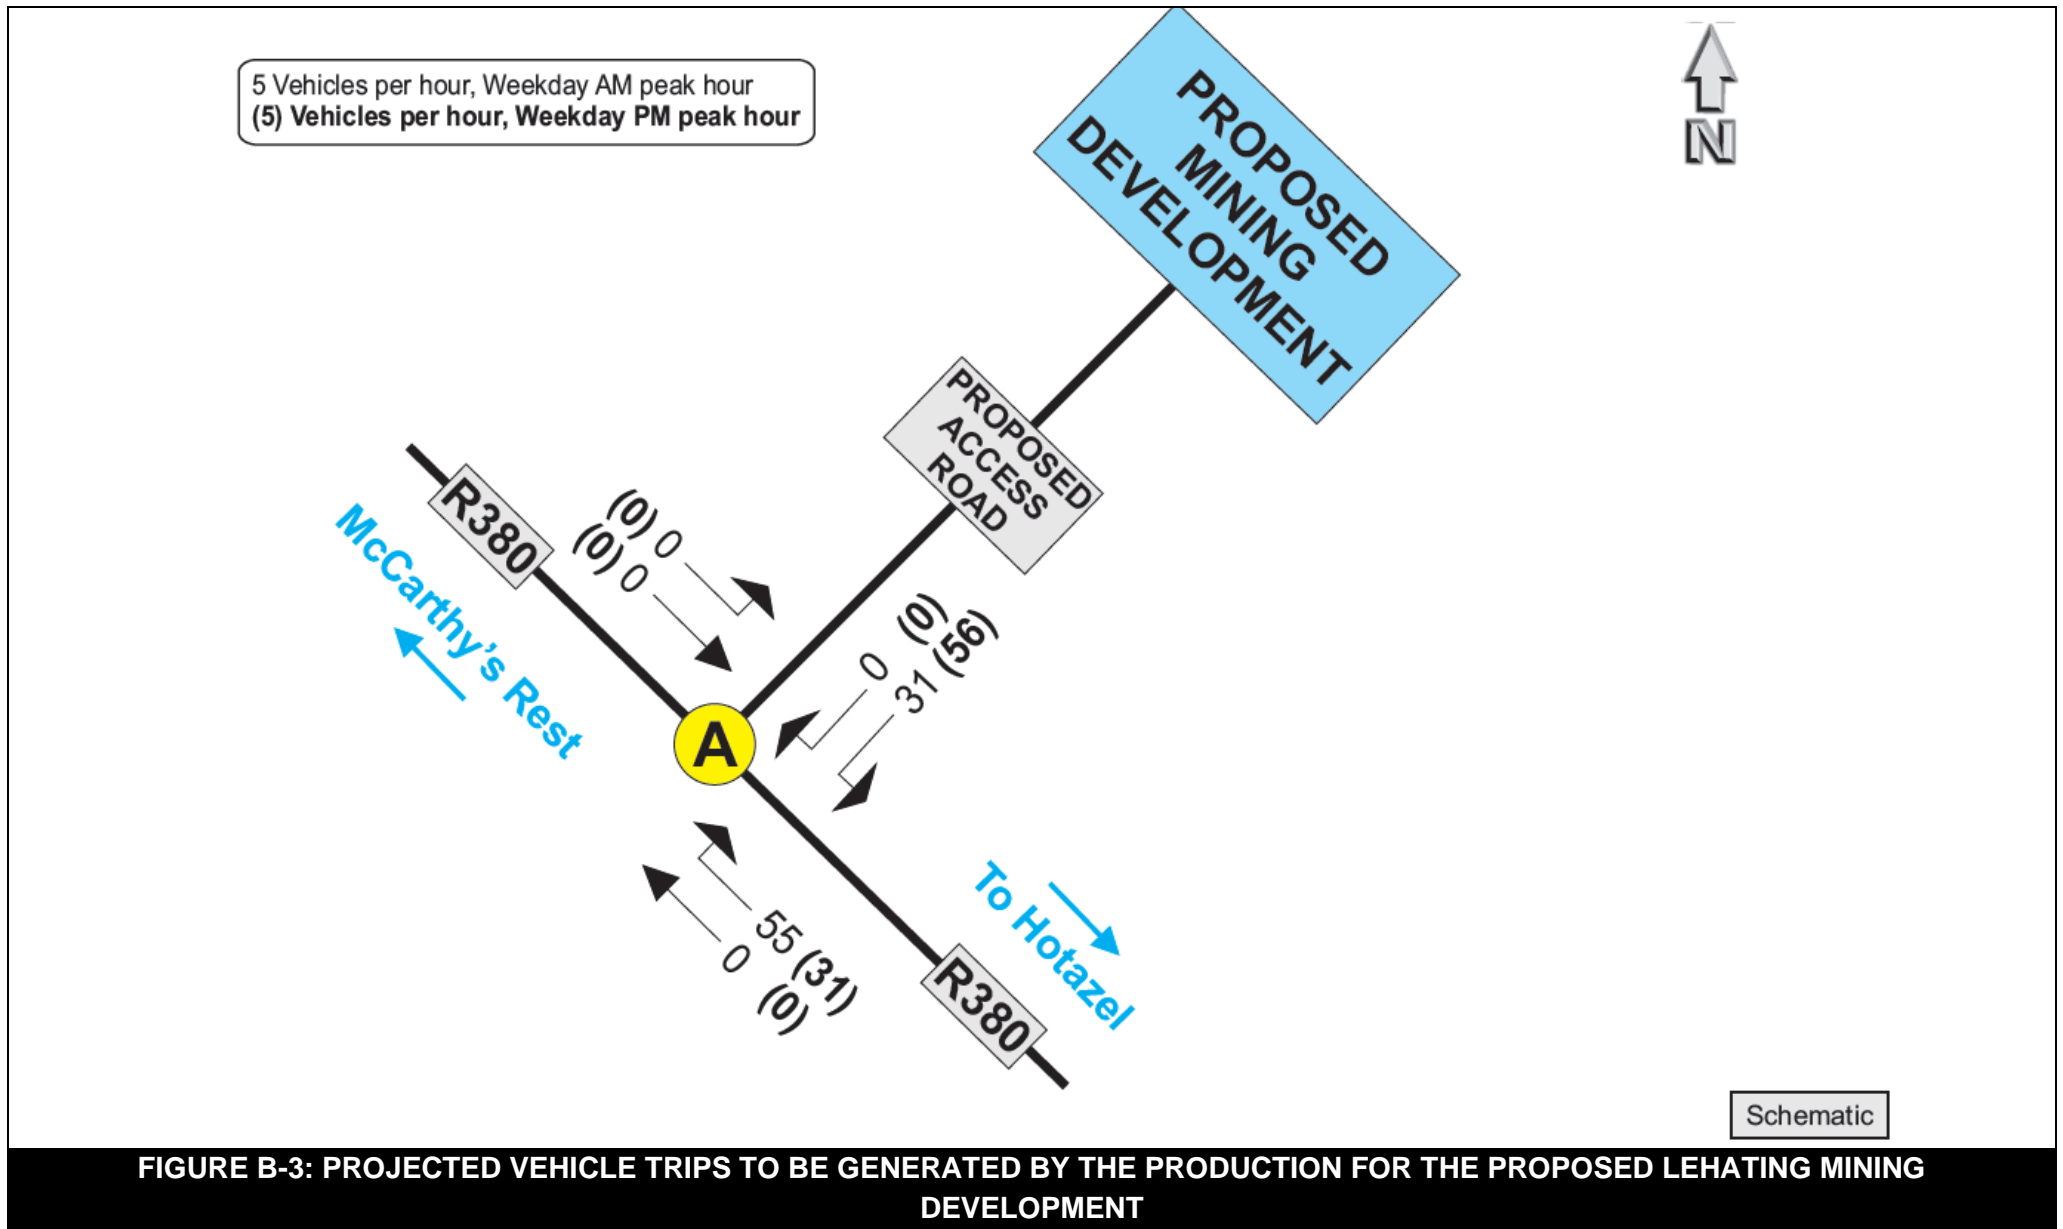 5 Vehicles per hour, Weekday AM peak hour
(5) Vehicles per hour, Weekday PM peak hour
N
PROPOSED
MINING
DEVELOPMENT
PROPOSED
ACCESS
ROAD
R380
McCarthy's Rest
(0) 0
(0) 0
0 (0)
31 (56)
A
55 (31)
0 (0)
To Hotazel
R380
Schematic
FIGURE B-3: PROJECTED VEHICLE TRIPS TO BE GENERATED BY THE PRODUCTION FOR THE PROPOSED LEHATING MINING
DEVELOPMENT